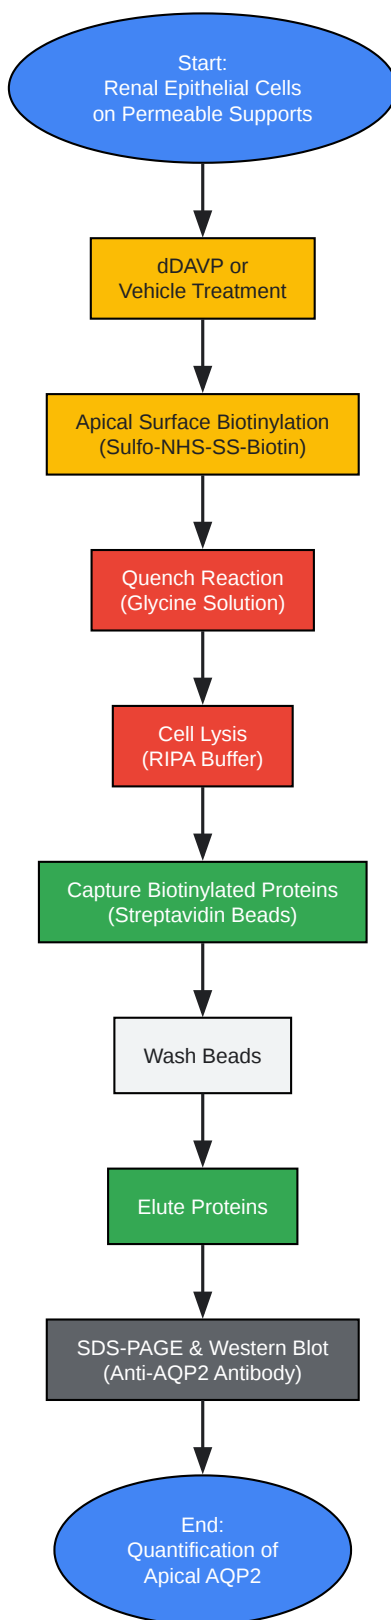 Start:
Renal Epithelial Cells
on Permeable Supports
dDAVP or
Vehicle Treatment
Apical Surface Biotinylation
(Sulfo-NHS-SS-Biotin)
Quench Reaction
(Glycine Solution)
Cell Lysis
(RIPA Buffer)
Capture Biotinylated Proteins
(Streptavidin Beads)
Wash Beads
Elute Proteins
SDS-PAGE & Western Blot
(Anti-AQP2 Antibody)
End:
Quantification of
Apical AQP2